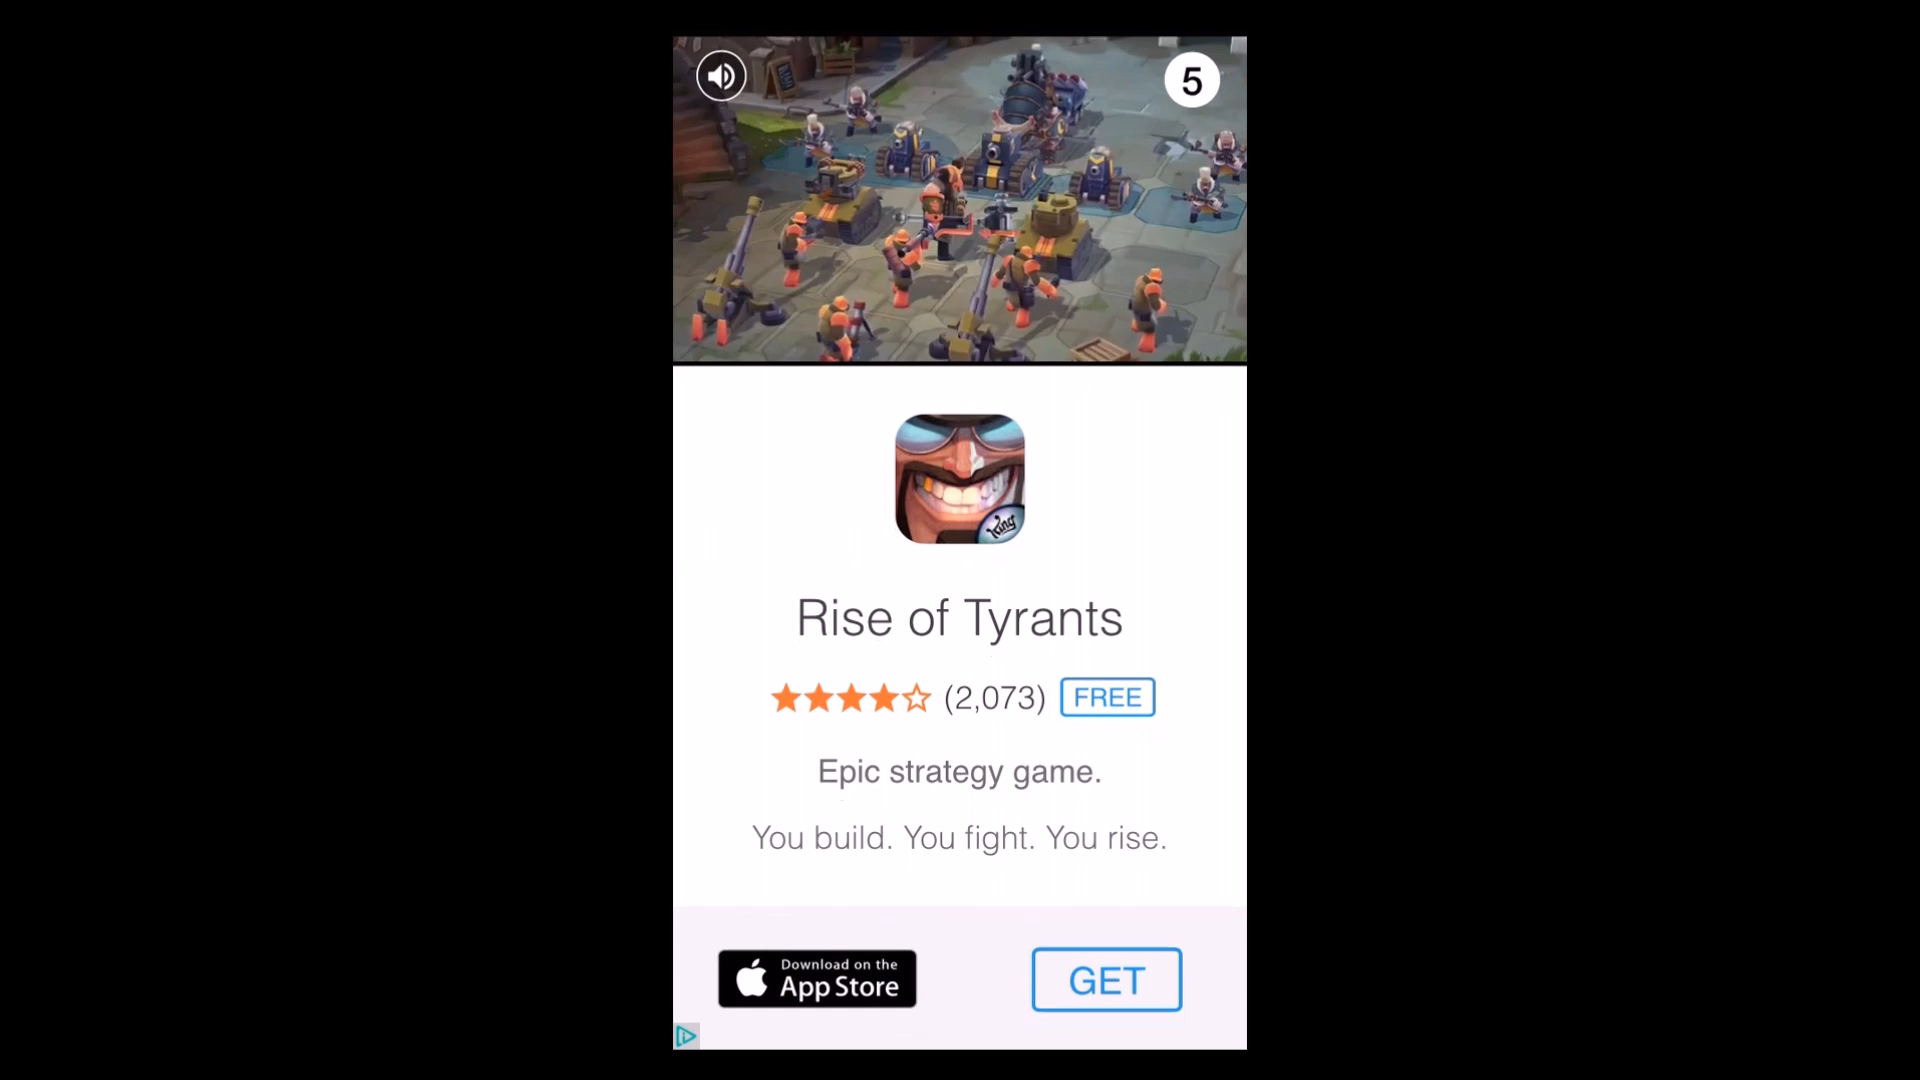 5
King
Rise of Tyrants
(2,073) FREE
Epic strategy game.
You build. You fight. You rise.
Download on the
App Store
GET